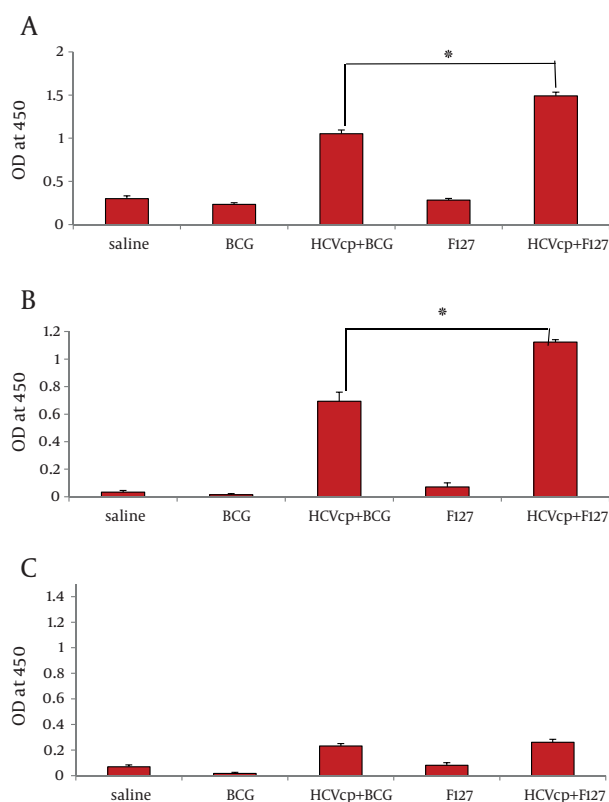 A
2
1.5
1
0.5
0
OD at 450
*
saline BCG HCVcp+BCG F127 HCVcp+F127
B
1.2
1
0.8
0.6
0.4
0.2
0
OD at 450
*
saline BCG HCVcp+BCG F127 HCVcp+F127
C
1.4
1.2
1
0.8
0.6
0.4
0.2
0
OD at 450
saline BCG HCVcp+BCG F127 HCVcp+F127